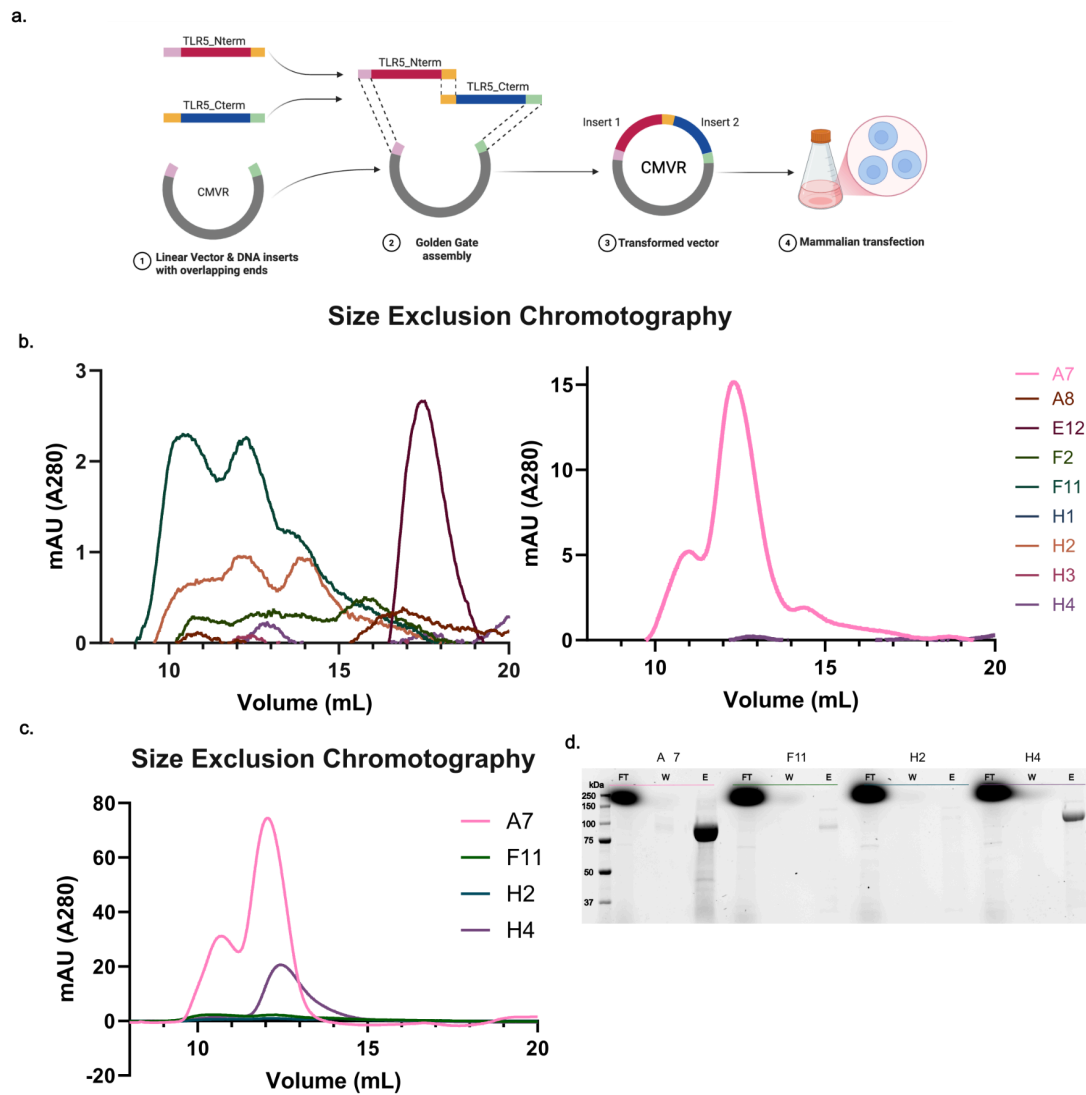 a.
TLR5_Nterm
TLR5_Cterm
CMVR
1 Linear Vector & DNA inserts
with overlapping ends
TLR5_Nterm
TLR5_Cterm
2 Golden Gate
assembly
Insert 1
Insert 2
CMVR
3 Transformed vector
4 Mammalian transfection
Size Exclusion Chromotography
b.
mAU (A280)
3
2
1
0
10
15
20
Volume (mL)
mAU (A280)
15
10
5
0
10
15
20
Volume (mL)
A7
A8
E12
F2
F11
H1
H2
H3
H4
c.
Size Exclusion Chromotography
mAU (A280)
80
60
40
20
0
-20
10
15
20
Volume (mL)
A7
F11
H2
H4
d.
A 7
F11
H2
H4
kDa
FT W E
FT W E
FT W E
FT W E
250
150
100
75
50
37